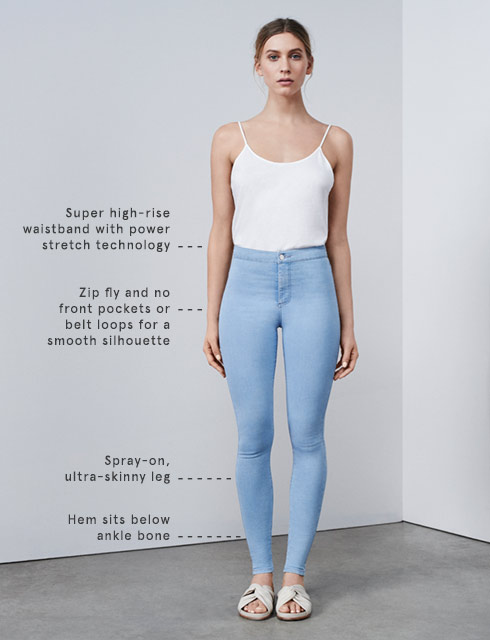 Super high-rise
waistband with power
stretch technology
Zip fly and no
front pockets or
belt loops for a
smooth silhouette
Spray-on,
ultra-skinny leg
Hem sits below
ankle bone